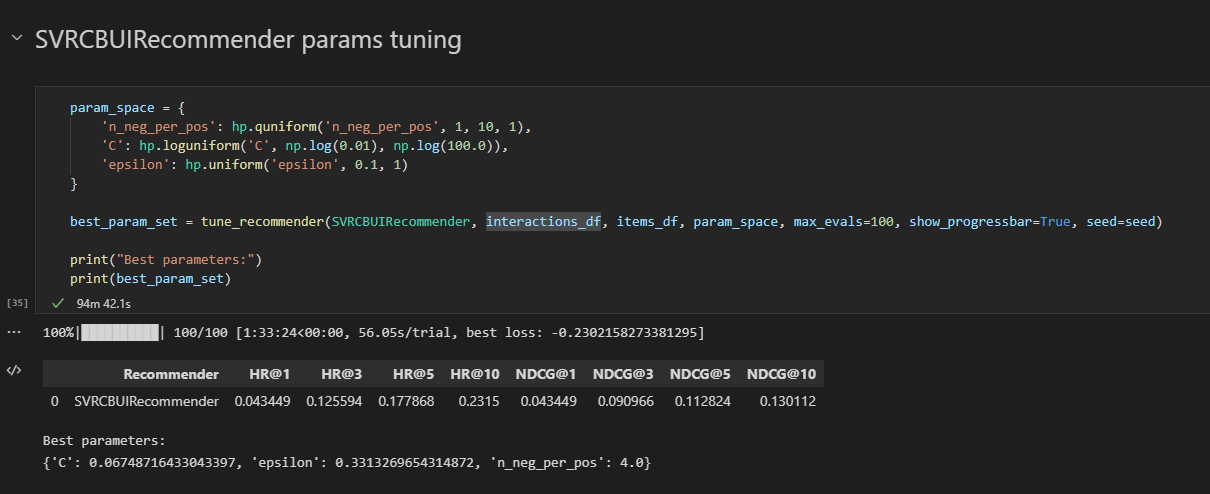 SVRCBUIRecommender params tuning
param_space = {
    'n_neg_per_pos': hp.quniform('n_neg_per_pos', 1, 10, 1),
    'C': hp.loguniform('C', np.log(0.01), np.log(100.0)),
    'epsilon': hp.uniform('epsilon', 0.1, 1)
}
best_param_set = tune_recommender(SVRCBUIRecommender, interactions_df, items_df, param_space, max_evals=100, show_progressbar=True, seed=seed)
print("Best parameters:")
print(best_param_set)
[35] ✓ 94m 42.1s
... 100%|██████████| 100/100 [1:33:24<00:00, 56.05s/trial, best loss: -0.2302158273381295]
</> Recommender HR@1 HR@3 HR@5 HR@10 NDCG@1 NDCG@3 NDCG@5 NDCG@10
0 SVRCBUIRecommender 0.043449 0.125594 0.177868 0.2315 0.043449 0.090966 0.112824 0.130112
Best parameters:
{'C': 0.06748716433043397, 'epsilon': 0.3313269654314872, 'n_neg_per_pos': 4.0}